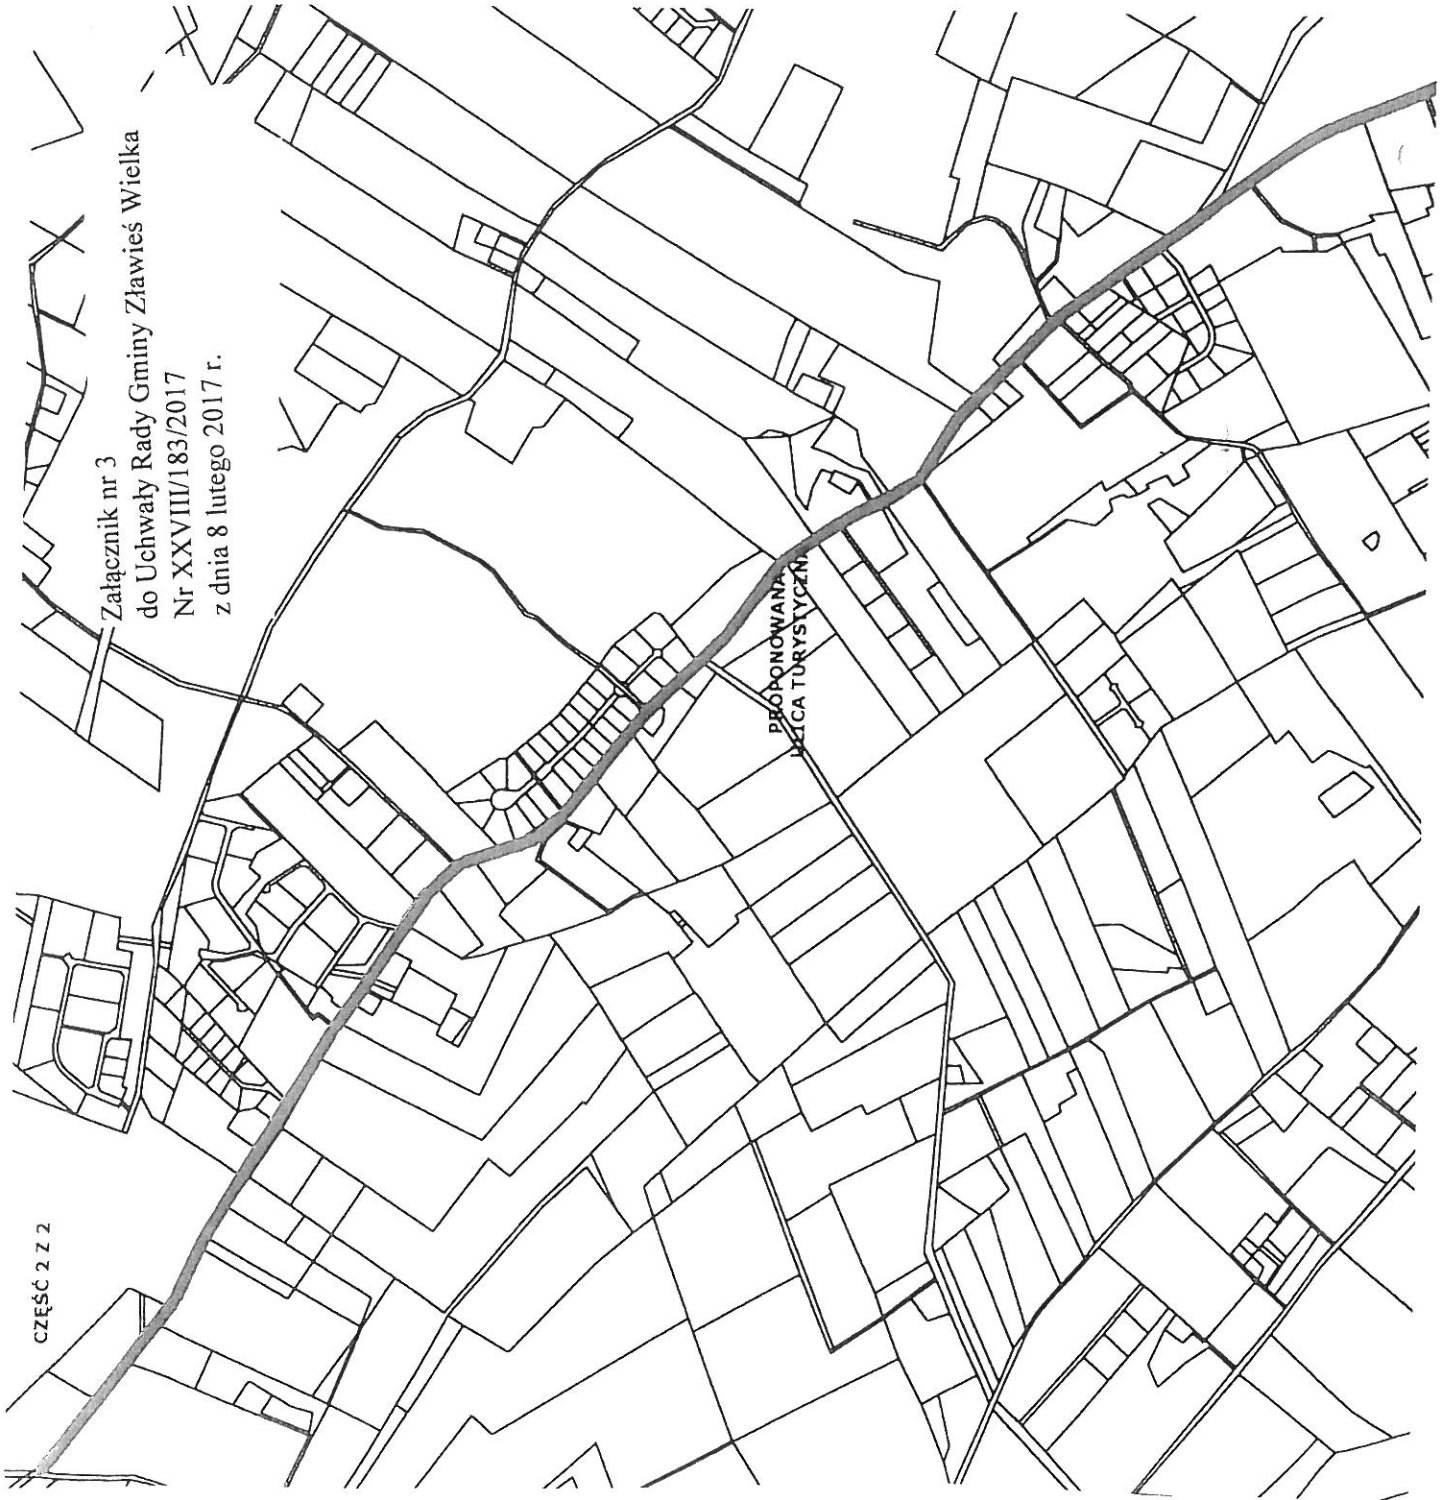 CZĘŚĆ 2 Z 2
Załącznik nr 3
do Uchwały Rady Gminy Zławieś Wielka
Nr XXVIII/183/2017
z dnia 8 lutego 2017 r.
PROPONOWANA
ULICA TURYSTYCZNA